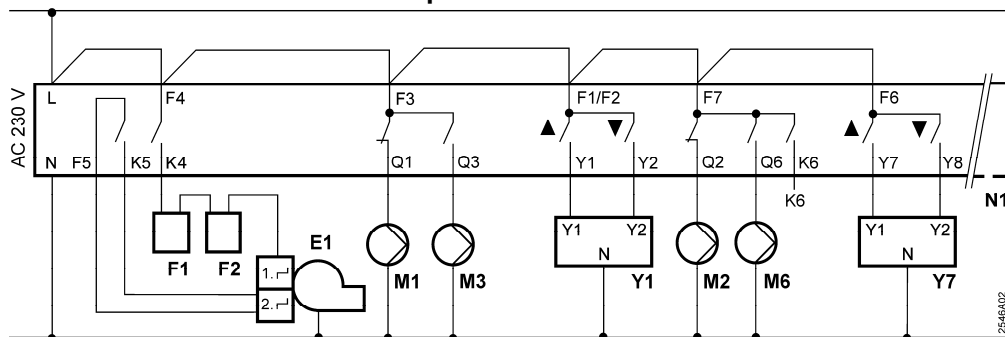 AC 230 V
L F4 F3 F1/F2 F7 F6
▲ ▼ ▲ ▼
N F5 K5 K4 Q1 Q3 Y1 Y2 Q2 Q6 K6 Y7 Y8
K6
N1
F1 F2 E1
1.
2.
M1 M3
Y1 Y2
N
Y1
M2 M6
Y1 Y2
N
Y7
2546A02